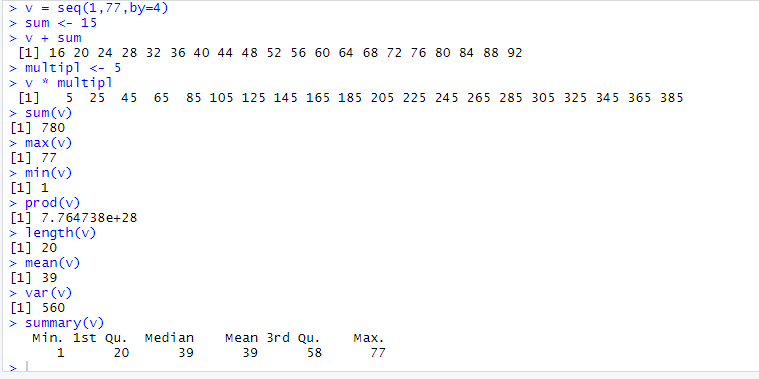 > v = seq(1,77,by=4)
> sum <- 15
> v + sum
 [1] 16 20 24 28 32 36 40 44 48 52 56 60 64 68 72 76 80 84 88 92
> multipl <- 5
> v * multipl
 [1]   5  25  45  65  85 105 125 145 165 185 205 225 245 265 285 305 325 345 365 385
> sum(v)
[1] 780
> max(v)
[1] 77
> min(v)
[1] 1
> prod(v)
[1] 7.764738e+28
> length(v)
[1] 20
> mean(v)
[1] 39
> var(v)
[1] 560
> summary(v)
   Min. 1st Qu.  Median    Mean 3rd Qu.    Max. 
      1      20      39      39      58      77 
>